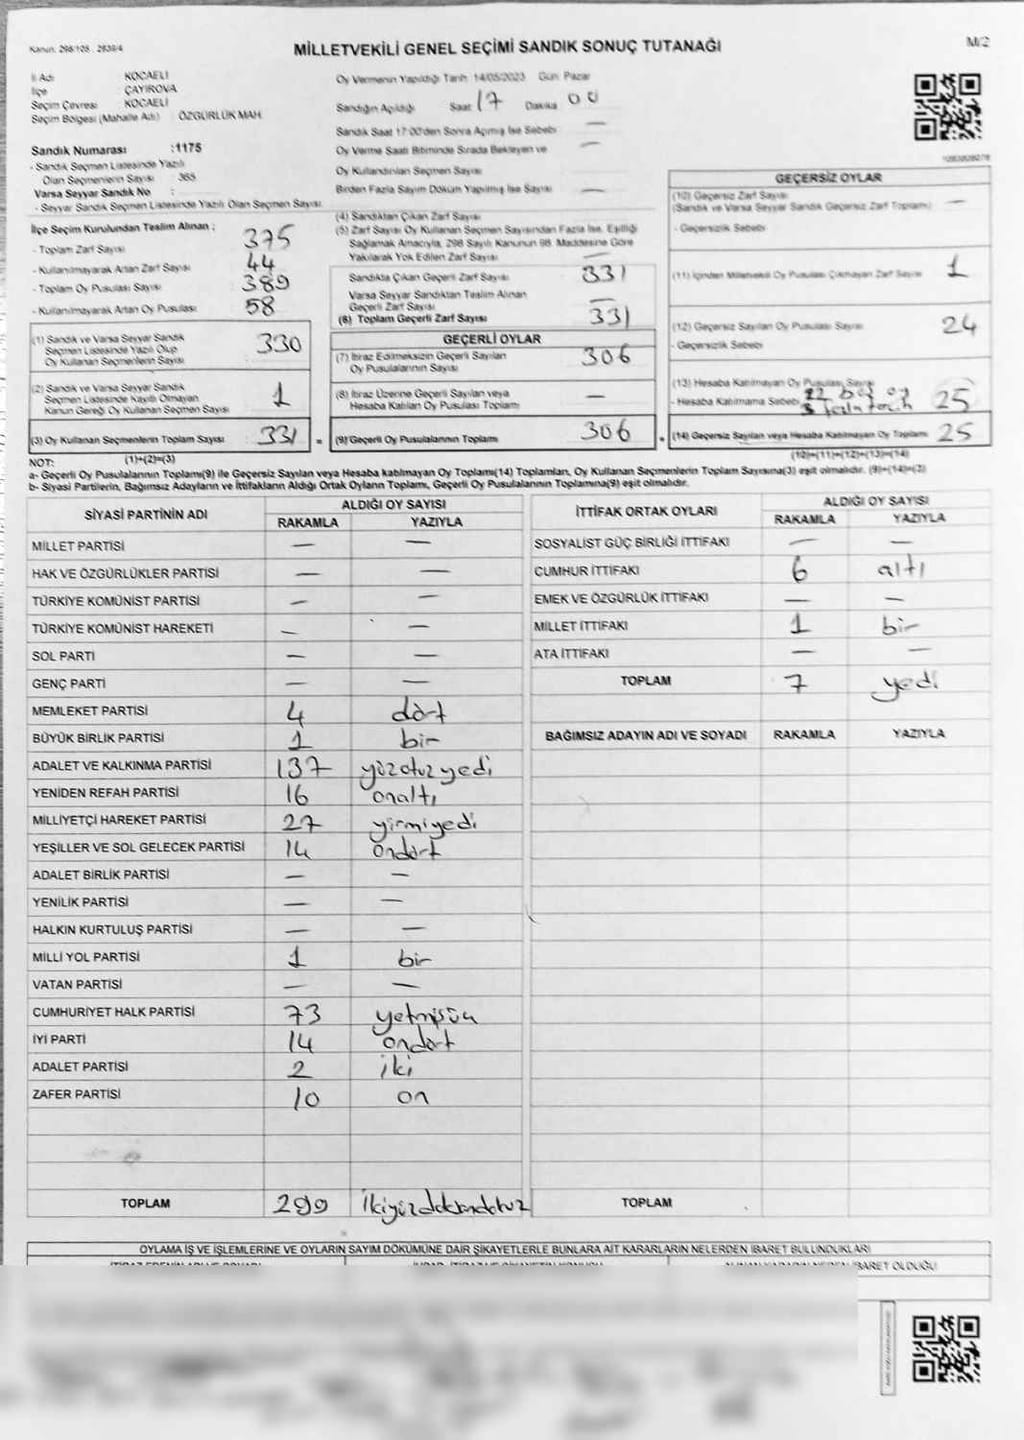 Kanun: 298/105 , 2839/4
MİLLETVEKİLİ GENEL SEÇİMİ SANDIK SONUÇ TUTANAĞI
M/2
İl Adı KOCAELİ
İlçe ÇAYIROVA
Seçim Çevresi KOCAELİ
Seçim Bölgesi (Mahalle Adı) : ÖZGÜRLÜK MAH.
Sandık Numarası :1175
- Sandık Seçmen Listesinde Yazılı
Olan Seçmenlerin Sayısı : 365
Varsa Seyyar Sandık No :
- Seyyar Sandık Seçmen Listesinde Yazılı Olan Seçmen Sayısı:
Oy Vermenin Yapıldığı Tarih: 14/05/2023 Gün: Pazar
Sandığın Açıldığı Saat 17 Dakika 00
Sandık Saat 17:00'den Sonra Açılmış İse Sebebi —
Oy Verme Saati Bitiminde Sırada Bekleyen ve —
Oy Kullandırılan Seçmen Sayısı
Birden Fazla Sayım Döküm Yapılmış İse Sayısı —
İlçe Seçim Kurulundan Teslim Alınan ;
- Toplam Zarf Sayısı 375
- Kullanılmayarak Artan Zarf Sayısı 44
- Toplam Oy Pusulası Sayısı 389
- Kullanılmayarak Artan Oy Pusulası 58
(1) Sandık ve Varsa Seyyar Sandık
Seçmen Listesinde Yazılı Olup
Oy Kullanan Seçmenlerin Sayısı 330
(2) Sandık ve Varsa Seyyar Sandık
Seçmen Listesinde Kayıtlı Olmayan
Kanun Gereği Oy Kullanan Seçmen Sayısı 1
(3) Oy Kullanan Seçmenlerin Toplam Sayısı 331 =
(1)+(2)=(3)
(4) Sandıktan Çıkan Zarf Sayısı
(5) Zarf Sayısı Oy Kullanan Seçmen Sayısından Fazla İse, Eşitliği
Sağlamak Amacıyla, 298 Sayılı Kanunun 98. Maddesine Göre
Yakılarak Yok Edilen Zarf Sayısı —
Sandıkta Çıkan Geçerli Zarf Sayısı 331
Varsa Seyyar Sandıktan Teslim Alınan
Geçerli Zarf Sayısı —
(6) Toplam Geçerli Zarf Sayısı 331
GEÇERLİ OYLAR
(7) İtiraz Edilmeksizin Geçerli Sayılan
Oy Pusulalarının Sayısı 306
(8) İtiraz Üzerine Geçerli Sayılan veya
Hesaba Katılan Oy Pusulası Toplamı —
(9) Geçerli Oy Pusulalarının Toplamı 306 +
GEÇERSİZ OYLAR
(10) Geçersiz Zarf Sayısı
(Sandık ve Varsa Seyyar Sandık Geçersiz Zarf Toplamı) —
- Geçersizlik Sebebi
(11) İçinden Milletvekili Oy Pusulası Çıkmayan Zarf Sayısı 1
(12) Geçersiz Sayılan Oy Pusulası Sayısı 24
- Geçersizlik Sebebi
(13) Hesaba Katılmayan Oy Pusulası Sayısı
- Hesaba Katılmama Sebebi 25
(14) Geçersiz Sayılan veya Hesaba Katılmayan Oy Toplamı 25
(10)+(11)+(12)+(13)=(14)
NOT:
a- Geçerli Oy Pusulalarının Toplamı(9) ile Geçersiz Sayılan veya Hesaba katılmayan Oy Toplamı(14) Toplamları, Oy Kullanan Seçmenlerin Toplam Sayısına(3) eşit olmalıdır. (9)+(14)=(3)
b- Siyasi Partilerin, Bağımsız Adayların ve İttifakların Aldığı Ortak Oyların Toplamı, Geçerli Oy Pusulalarının Toplamına(9) eşit olmalıdır.
SİYASİ PARTİNİN ADI ALDIĞI OY SAYISI
RAKAMLA YAZIYLA
MİLLET PARTİSİ — —
HAK VE ÖZGÜRLÜKLER PARTİSİ — —
TÜRKİYE KOMÜNİST PARTİSİ — —
TÜRKİYE KOMÜNİST HAREKETİ — —
SOL PARTİ — —
GENÇ PARTİ — —
MEMLEKET PARTİSİ 4 dört
BÜYÜK BİRLİK PARTİSİ 1 bir
ADALET VE KALKINMA PARTİSİ 137 yüzotuzyedi
YENİDEN REFAH PARTİSİ 16 onaltı
MİLLİYETÇİ HAREKET PARTİSİ 27 yirmiyedi
YEŞİLLER VE SOL GELECEK PARTİSİ 14 ondört
ADALET BİRLİK PARTİSİ — —
YENİLİK PARTİSİ — —
HALKIN KURTULUŞ PARTİSİ — —
MİLLİ YOL PARTİSİ 1 bir
VATAN PARTİSİ — —
CUMHURİYET HALK PARTİSİ 73 yetmişüç
İYİ PARTİ 14 ondört
ADALET PARTİSİ 2 iki
ZAFER PARTİSİ 10 on
TOPLAM 299 ikiyüzdoksandokuz
İTTİFAK ORTAK OYLARI ALDIĞI OY SAYISI
RAKAMLA YAZIYLA
SOSYALİST GÜÇ BİRLİĞİ İTTİFAKI — —
CUMHUR İTTİFAKI 6 altı
EMEK VE ÖZGÜRLÜK İTTİFAKI — —
MİLLET İTTİFAKI 1 bir
ATA İTTİFAKI — —
TOPLAM 7 yedi
BAĞIMSIZ ADAYIN ADI VE SOYADI RAKAMLA YAZIYLA
TOPLAM
OYLAMA İŞ VE İŞLEMLERİNE VE OYLARIN SAYIM DÖKÜMÜNE DAİR ŞİKAYETLERLE BUNLARA AİT KARARLARIN NELERDEN İBARET BULUNDUKLARI